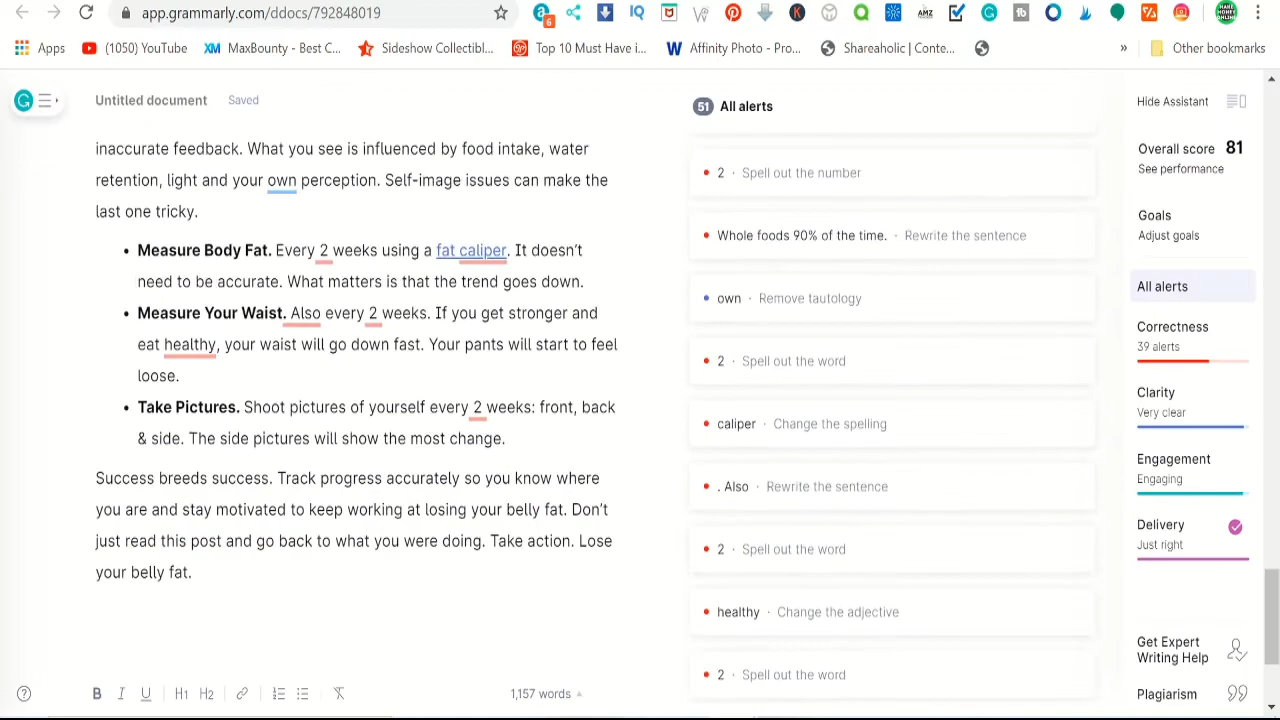 app.grammarly.com/ddocs/792848019
6
IQ
K
AMZ
tb
MAKE MONEY ONLINE
Apps
(1050) YouTube
XM MaxBounty - Best C...
Sideshow Collectibl...
Top 10 Must Have i...
W Affinity Photo - Pro...
Shareaholic | Conte...
»
Other bookmarks
Untitled document Saved
inaccurate feedback. What you see is influenced by food intake, water
retention, light and your own perception. Self-image issues can make the
last one tricky.
• Measure Body Fat. Every 2 weeks using a fat caliper. It doesn't
need to be accurate. What matters is that the trend goes down.
• Measure Your Waist. Also every 2 weeks. If you get stronger and
eat healthy, your waist will go down fast. Your pants will start to feel
loose.
• Take Pictures. Shoot pictures of yourself every 2 weeks: front, back
& side. The side pictures will show the most change.
Success breeds success. Track progress accurately so you know where
you are and stay motivated to keep working at losing your belly fat. Don't
just read this post and go back to what you were doing. Take action. Lose
your belly fat.
B I U H1 H2
1,157 words
51 All alerts
2 · Spell out the number
Whole foods 90% of the time. · Rewrite the sentence
own · Remove tautology
2 · Spell out the word
caliper · Change the spelling
. Also · Rewrite the sentence
2 · Spell out the word
healthy · Change the adjective
2 · Spell out the word
Hide Assistant
Overall score 81
See performance
Goals
Adjust goals
All alerts
Correctness
39 alerts
Clarity
Very clear
Engagement
Engaging
Delivery
Just right
Get Expert
Writing Help
Plagiarism